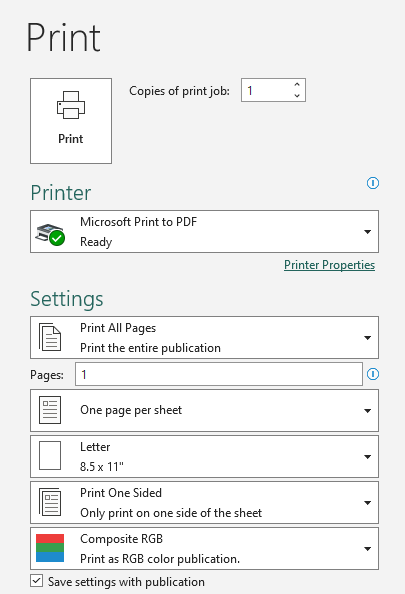 Print
Copies of print job: 1
Print
Printer
Microsoft Print to PDF
Ready
Printer Properties
Settings
Print All Pages
Print the entire publication
Pages: 1
One page per sheet
Letter
8.5 x 11"
Print One Sided
Only print on one side of the sheet
Composite RGB
Print as RGB color publication.
Save settings with publication